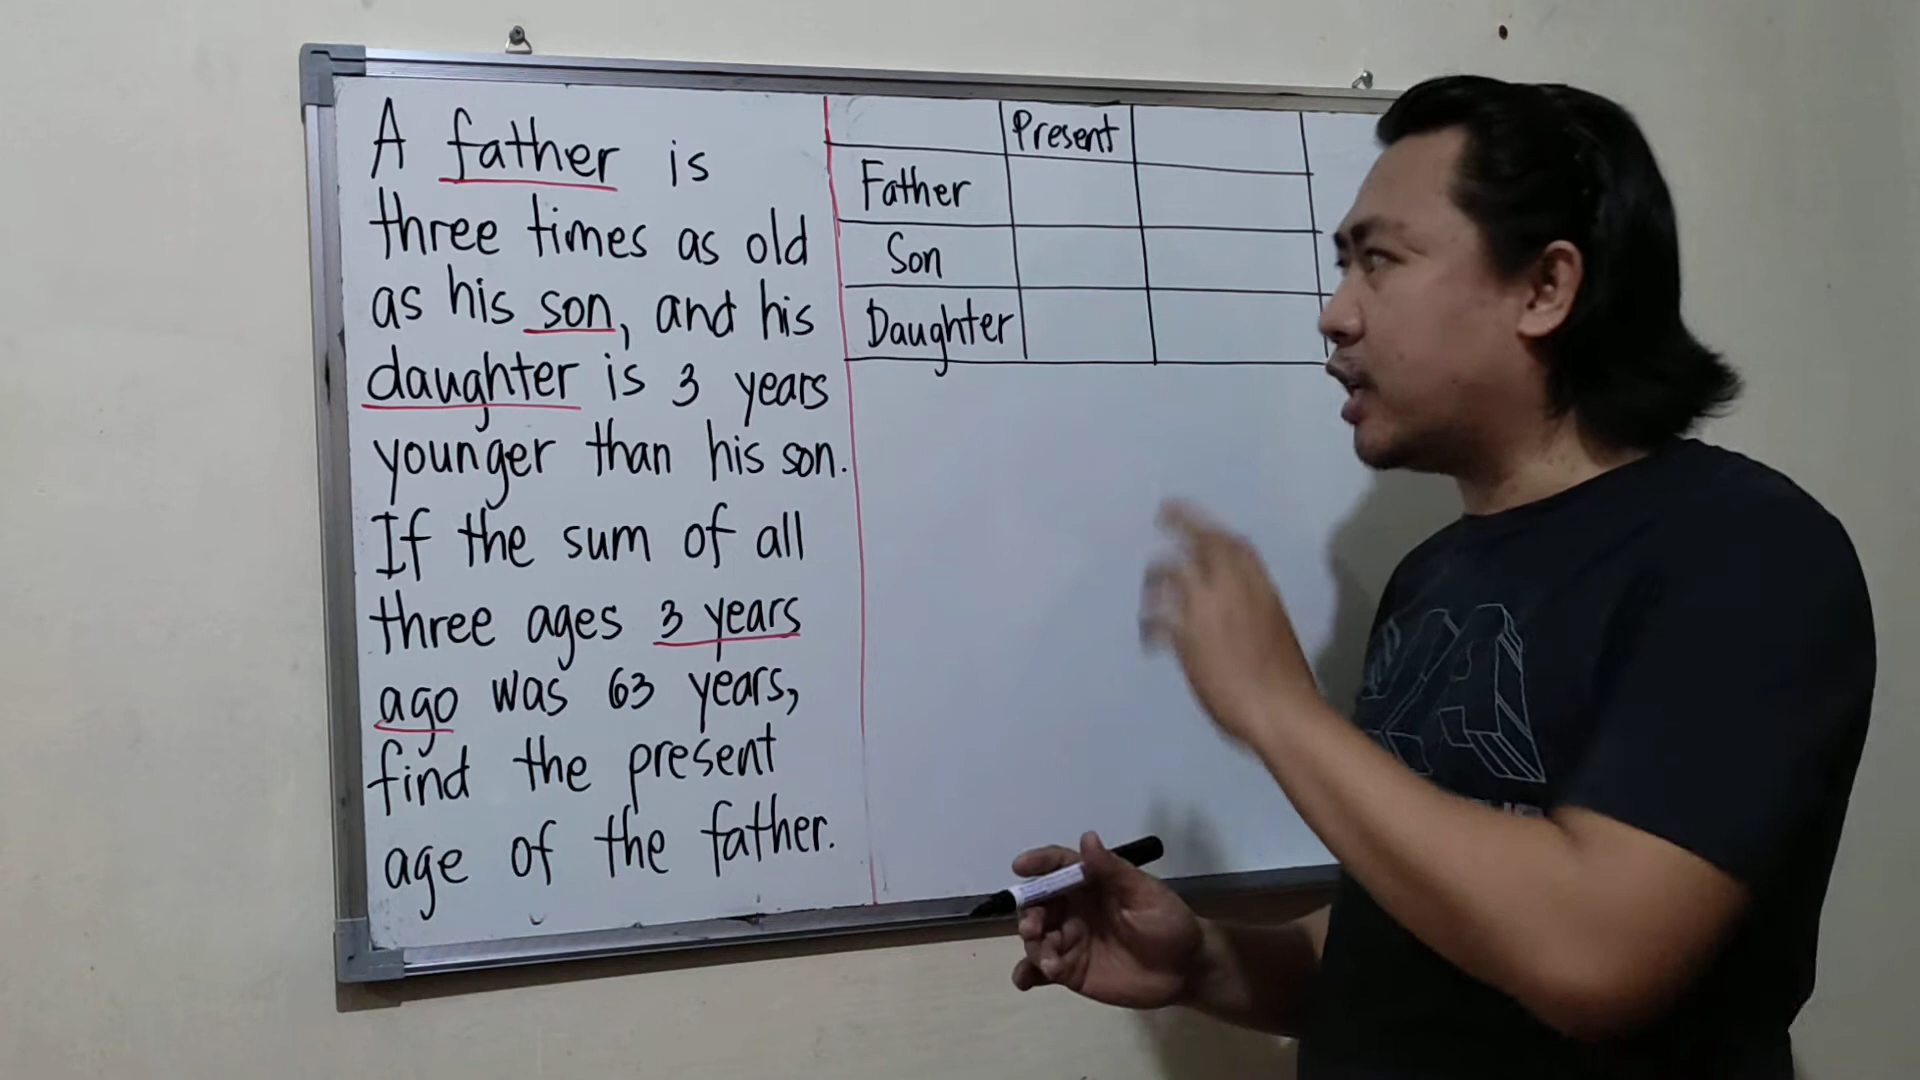 A father is
three times as old
as his son, and his
daughter is 3 years
younger than his son.
If the sum of all
three ages 3 years
ago was 63 years,
find the present
age of the father.
Present
Father
Son
Daughter